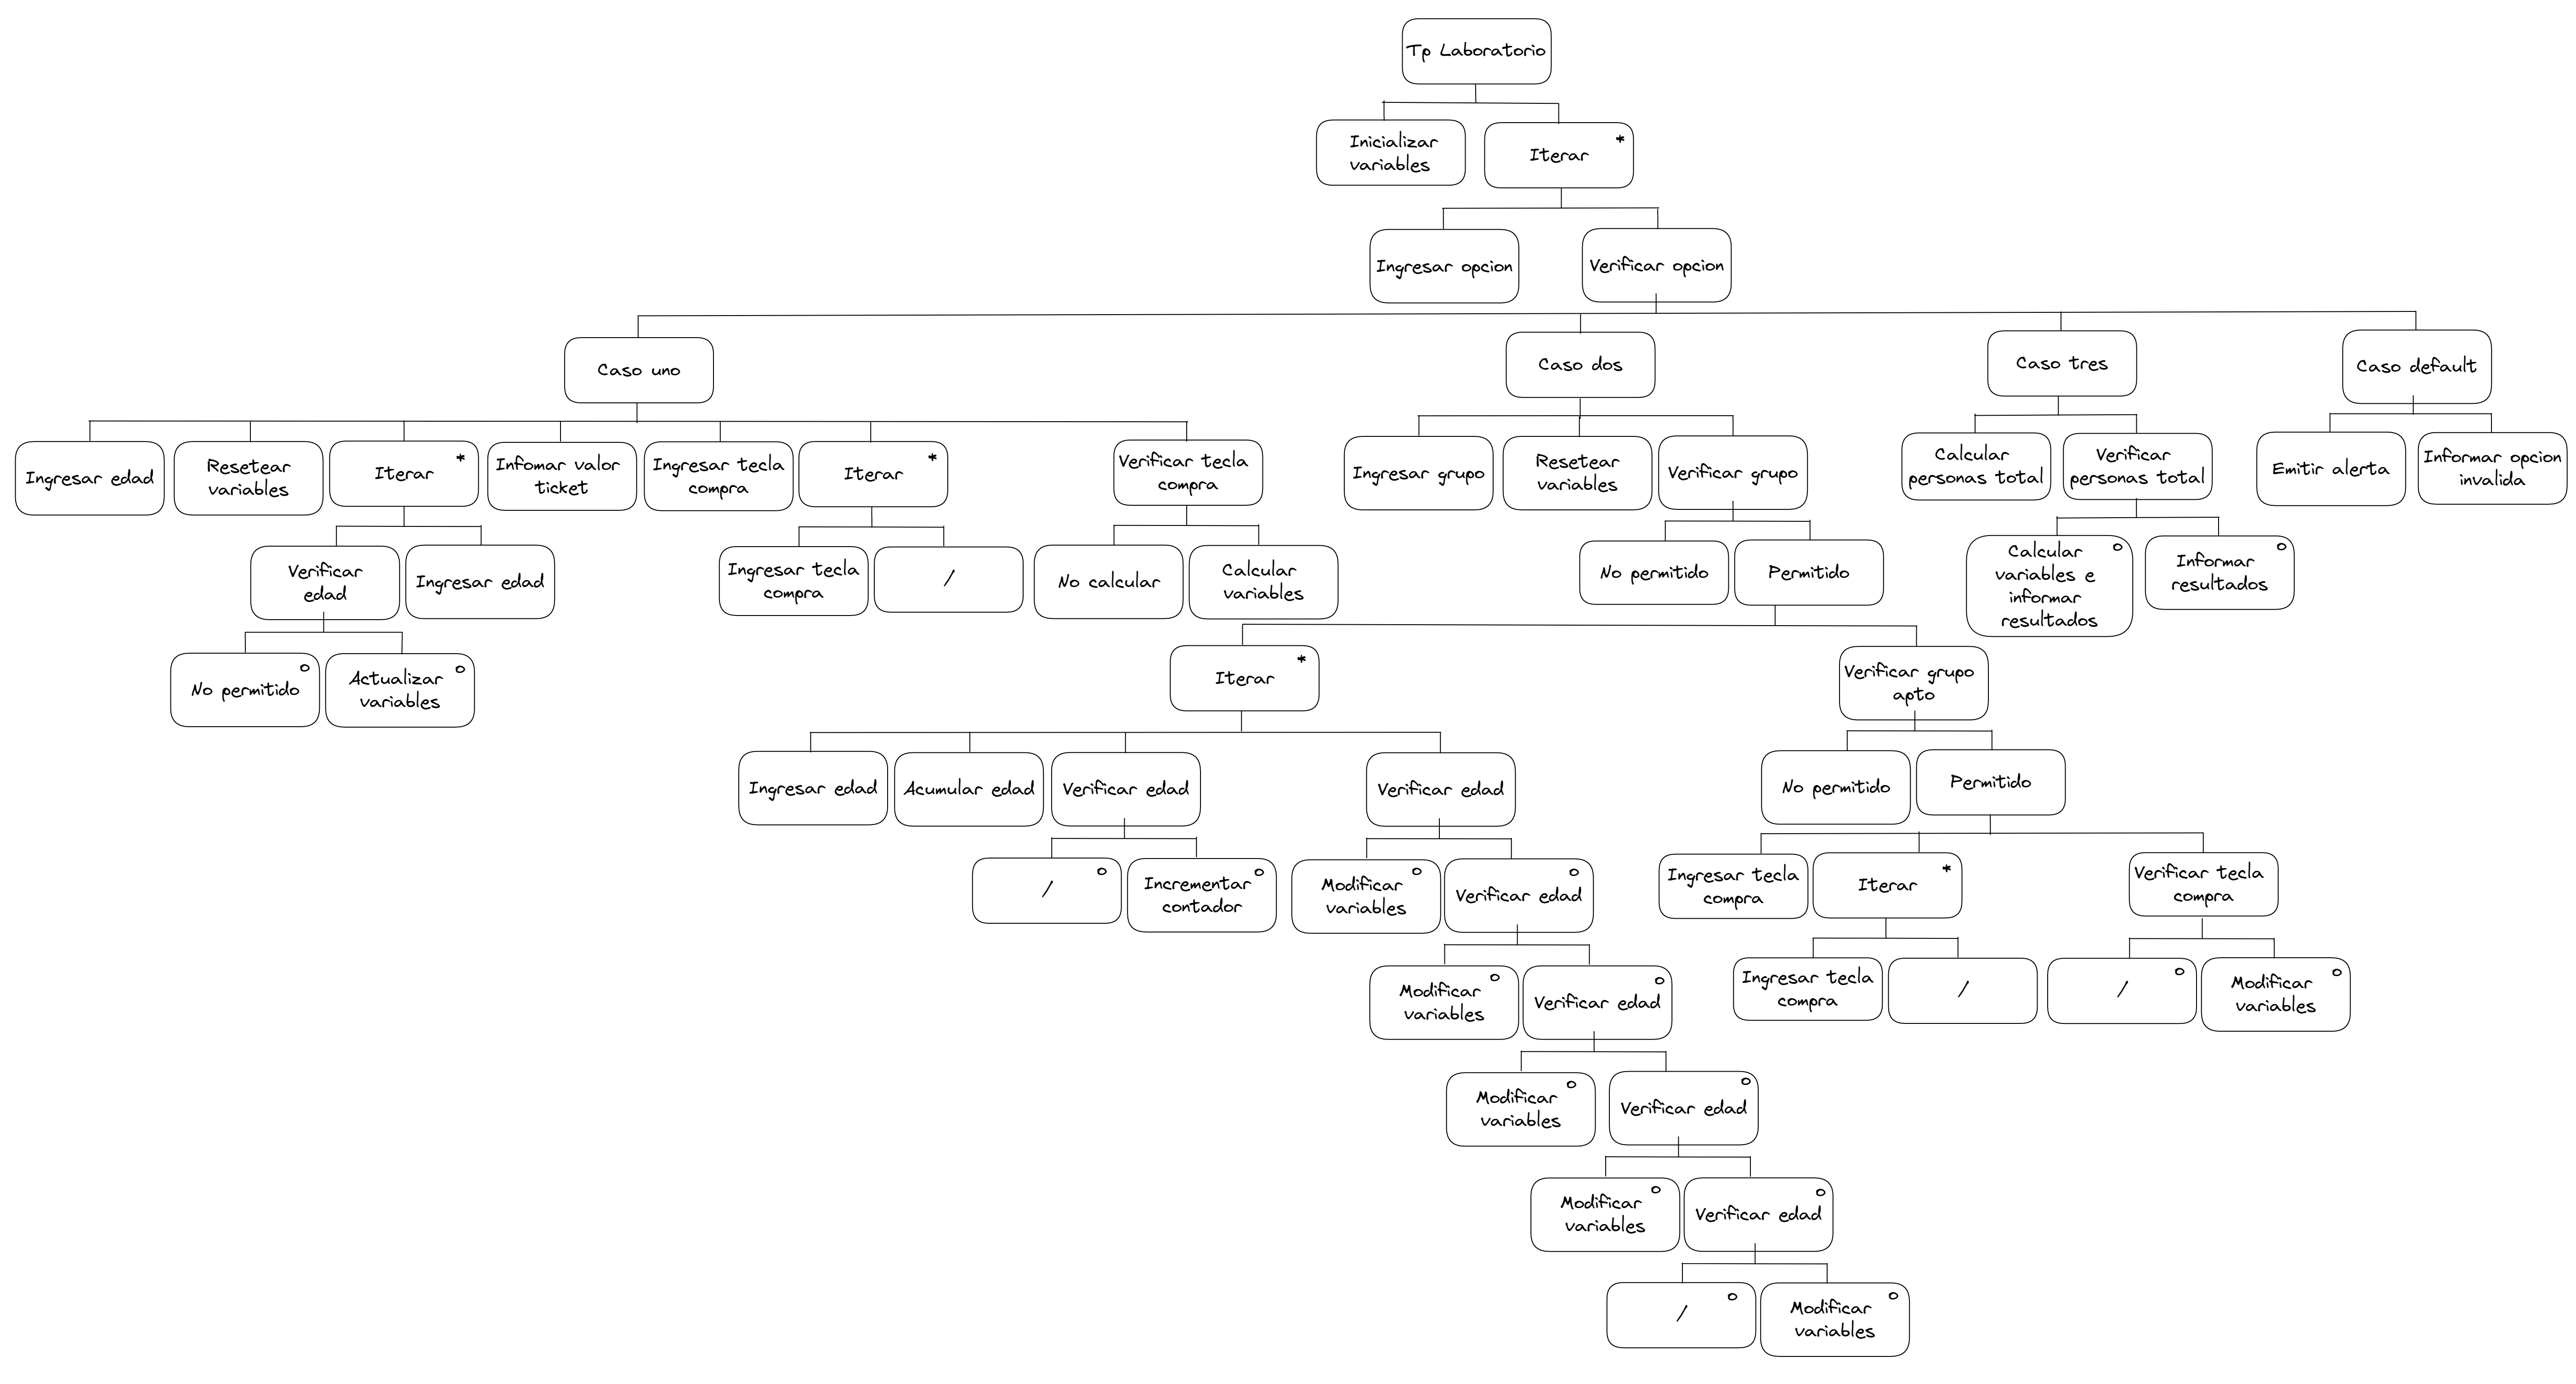 Tp Laboratorio
Inicializar
variables
*
Iterar
Ingresar opcion
Verificar opcion
Caso uno
Caso dos
Caso tres
Caso default
Ingresar edad
Resetear
variables
*
Iterar
Infomar valor
ticket
Ingresar tecla
compra
*
Iterar
Verificar tecla
compra
Ingresar grupo
Resetear
variables
Verificar grupo
Calcular
personas total
Verificar
personas total
Emitir alerta
Informar opcion
invalida
Verificar
edad
Ingresar edad
Ingresar tecla
compra
/
No calcular
Calcular
variables
No permitido
Permitido
o
Calcular
variables e
informar
resultados
o
Informar
resultados
o
No permitido
o
Actualizar
variables
*
Iterar
Verificar grupo
apto
Ingresar edad
Acumular edad
Verificar edad
Verificar edad
No permitido
Permitido
o
/
o
Incrementar
contador
o
Modificar
variables
o
Verificar edad
Ingresar tecla
compra
*
Iterar
Verificar tecla
compra
o
Modificar
variables
o
Verificar edad
Ingresar tecla
compra
/
o
/
o
Modificar
variables
o
Modificar
variables
o
Verificar edad
o
Modificar
variables
o
Verificar edad
o
/
o
Modificar
variables